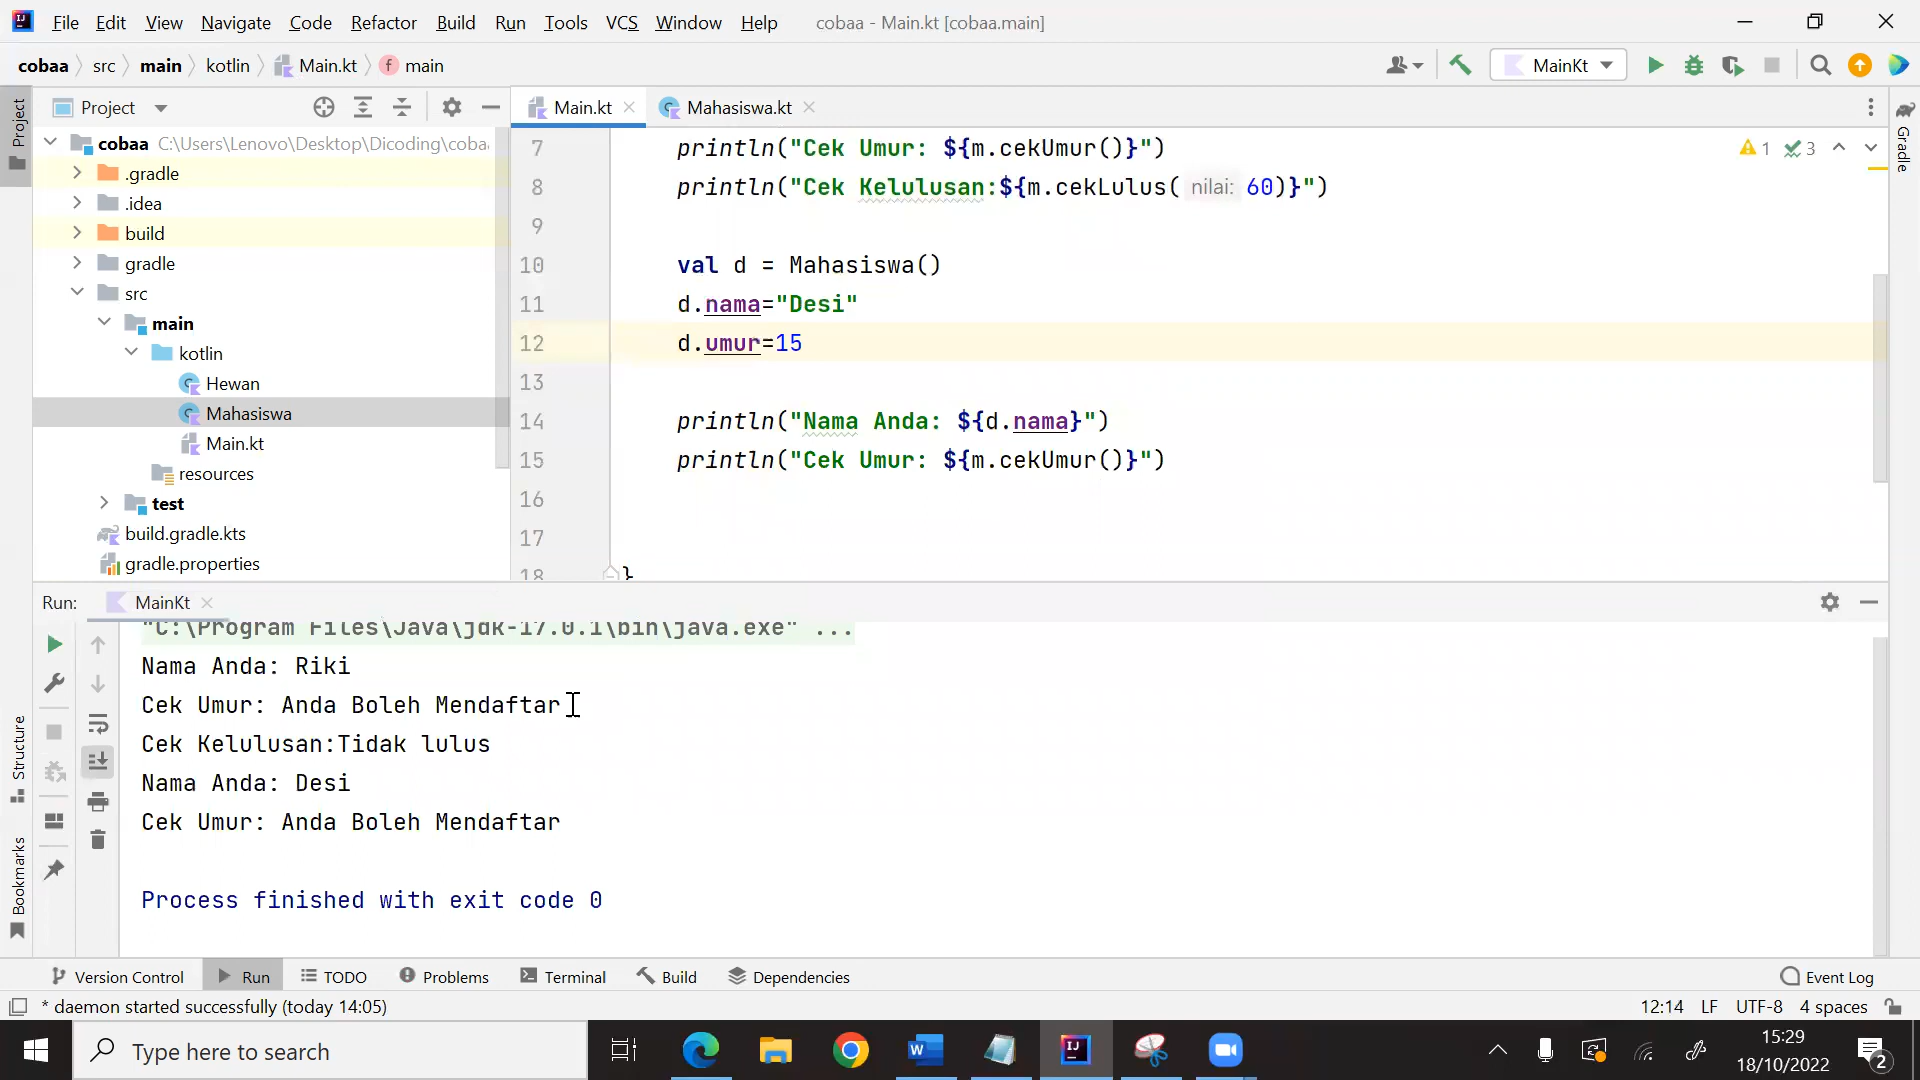 File Edit View Navigate Code Refactor Build Run Tools VCS Window Help cobaa - Main.kt [cobaa.main]
cobaa src main kotlin Main.kt main MainKt
Project
Main.kt Mahasiswa.kt
cobaa C:\Users\Lenovo\Desktop\Dicoding\coba
.gradle
.idea
build
gradle
src
main
kotlin
Hewan
Mahasiswa
Main.kt
resources
test
build.gradle.kts
gradle.properties
7 println("Cek Umur: ${m.cekUmur()}")
1 3
8 println("Cek Kelulusan:${m.cekLulus( nilai: 60)}")
9
10 val d = Mahasiswa()
11 d.nama="Desi"
12 d.umur=15
13
14 println("Nama Anda: ${d.nama}")
15 println("Cek Umur: ${m.cekUmur()}")
16
17
18 }
Project
Gradle
Structure
Bookmarks
Run: MainKt
"C:\Program Files\Java\jdk-17.0.1\bin\java.exe" ...
Nama Anda: Riki
Cek Umur: Anda Boleh Mendaftar
Cek Kelulusan:Tidak lulus
Nama Anda: Desi
Cek Umur: Anda Boleh Mendaftar
Process finished with exit code 0
Version Control Run TODO Problems Terminal Build Dependencies Event Log
* daemon started successfully (today 14:05) 12:14 LF UTF-8 4 spaces
Type here to search
15:29
18/10/2022
2